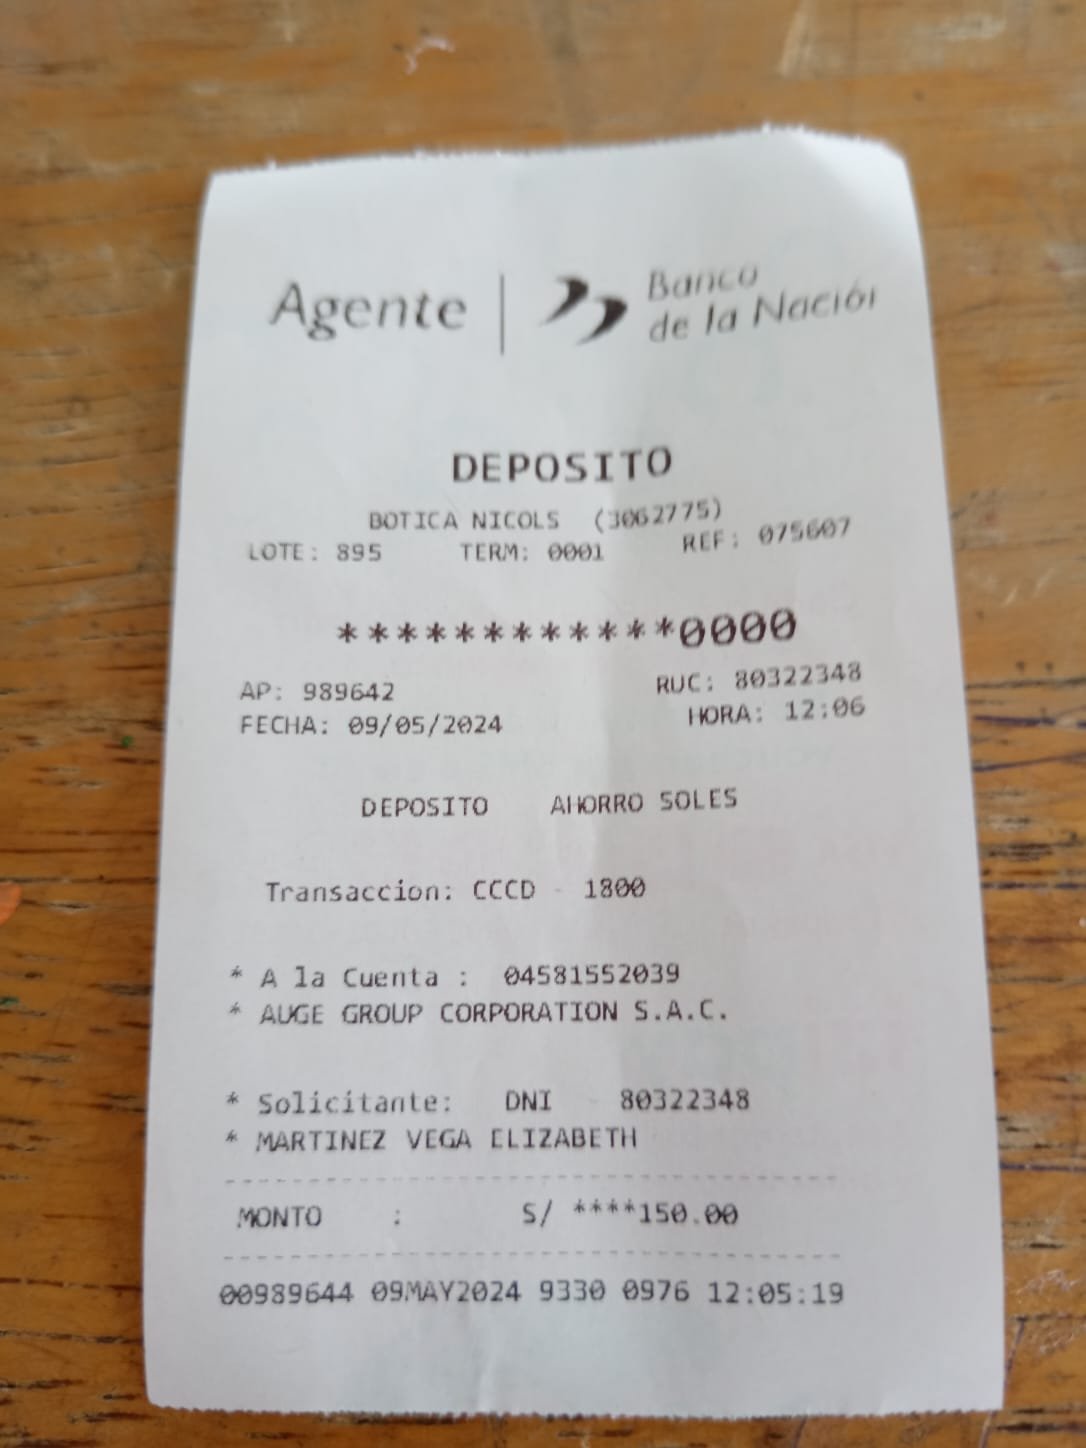 Agente
Banco
de la Nación
DEPOSITO
BOTICA NICOLS (3062775)
LOTE: 895 TERM: 0001 REF: 075607
************0000
AP: 989642 RUC: 80322348
FECHA: 09/05/2024 HORA: 12:06
DEPOSITO AHORRO SOLES
Transaccion: CCCD - 1800
* A la Cuenta : 04581552039
* AUGE GROUP CORPORATION S.A.C.
* Solicitante: DNI 80322348
* MARTINEZ VEGA ELIZABETH
MONTO : S/ ****150.00
00989644 09MAY2024 9330 0976 12:05:19